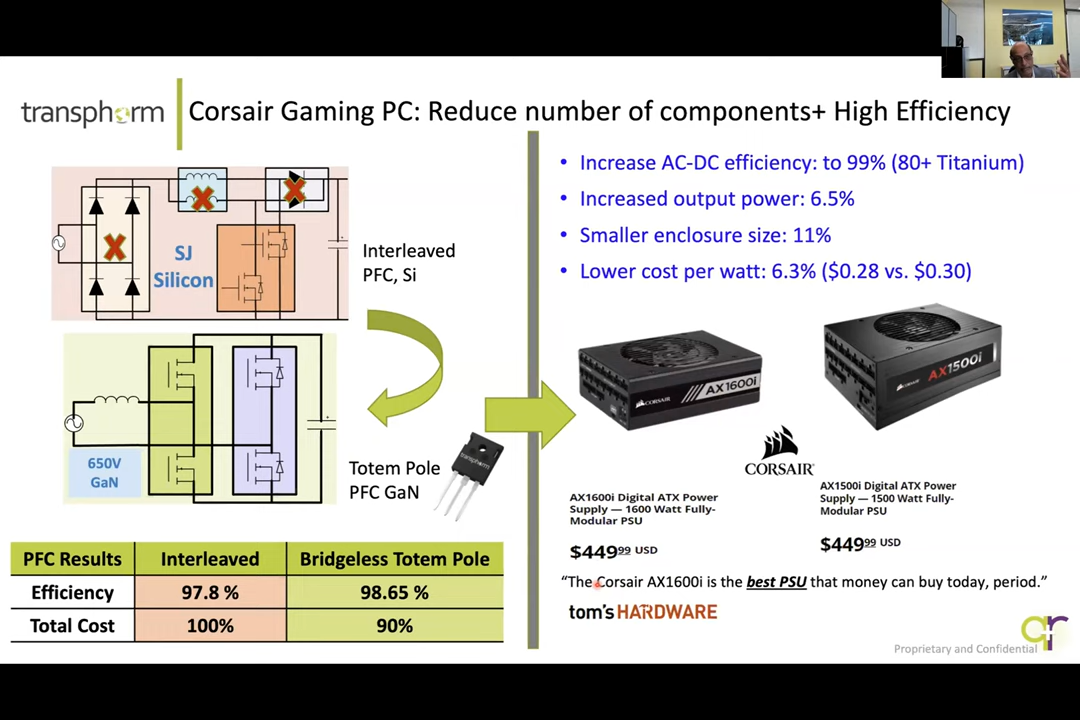 transphorm
Corsair Gaming PC: Reduce number of components+ High Efficiency
SJ
Silicon
Interleaved
PFC, Si
650V
GaN
Totem Pole
PFC GaN
transphorm
PFC Results Interleaved Bridgeless Totem Pole
Efficiency 97.8 % 98.65 %
Total Cost 100% 90%
• Increase AC-DC efficiency: to 99% (80+ Titanium)
• Increased output power: 6.5%
• Smaller enclosure size: 11%
• Lower cost per watt: 6.3% ($0.28 vs. $0.30)
CORSAIR
AX1600i
CORSAIR
AX1500i
CORSAIR
AX1600i Digital ATX Power
Supply — 1600 Watt Fully-
Modular PSU
$449.99 USD
AX1500i Digital ATX Power
Supply — 1500 Watt Fully-
Modular PSU
$449.99 USD
“The Corsair AX1600i is the best PSU that money can buy today, period.”
tom's HARDWARE
Proprietary and Confidential